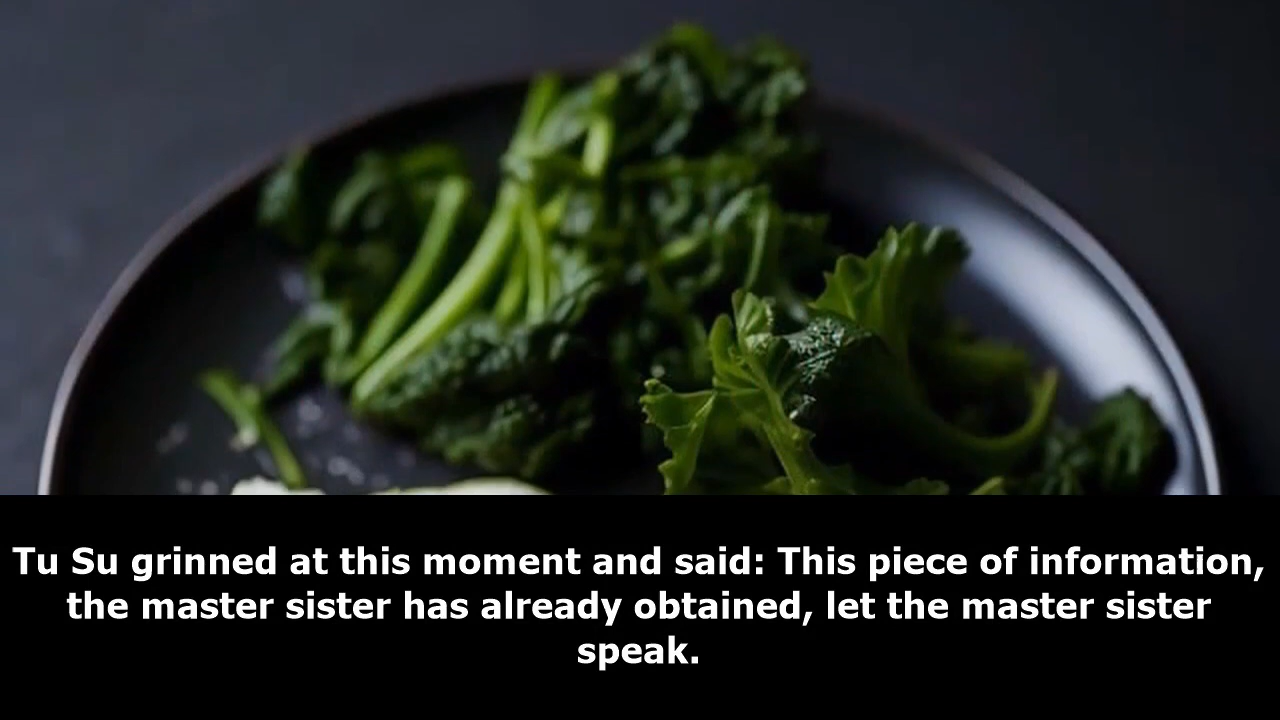 Tu Su grinned at this moment and said: This piece of information,
the master sister has already obtained, let the master sister
speak.